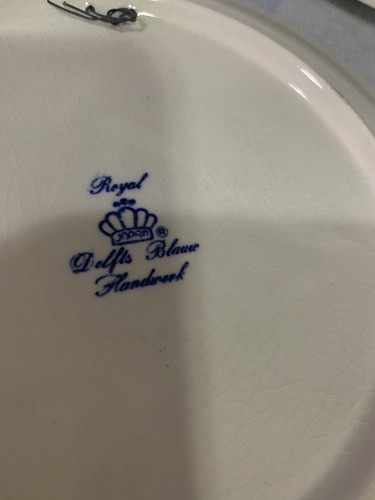 Royal
®
Delfts Blauw
Handwerk